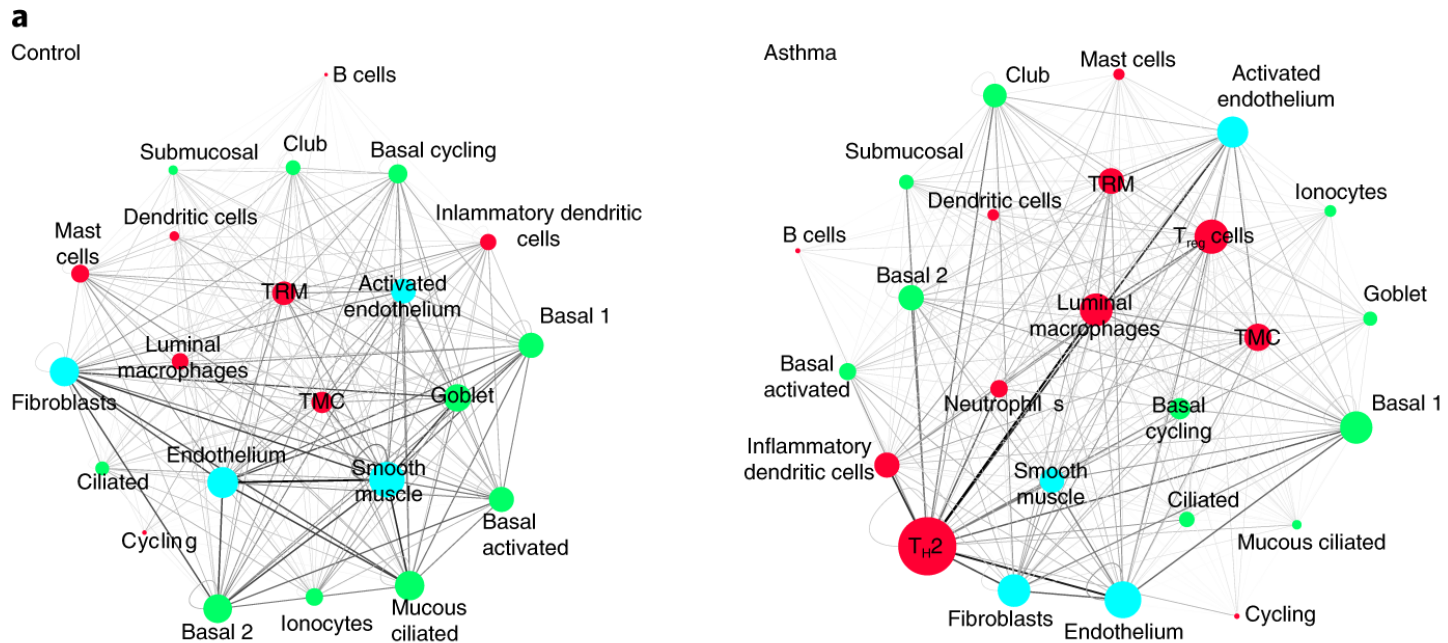 a
Control
B cells
Submucosal
Club
Basal cycling
Dendritic cells
Inlammatory dendritic
cells
Mast
cells
TRM
Activated
endothelium
Basal 1
Luminal
macrophages
Fibroblasts
TMC
Goblet
Endothelium
Smooth
muscle
Ciliated
Basal
activated
Cycling
Basal 2
Ionocytes
Mucous
ciliated
Asthma
Club
Mast cells
Activated
endothelium
Submucosal
TRM
Dendritic cells
Ionocytes
B cells
Treg cells
Basal 2
Luminal
macrophages
Goblet
TMC
Basal
activated
Neutrophil s
Basal
cycling
Basal 1
Inflammatory
dendritic cells
Smooth
muscle
Ciliated
Mucous ciliated
TH2
Fibroblasts
Endothelium
Cycling